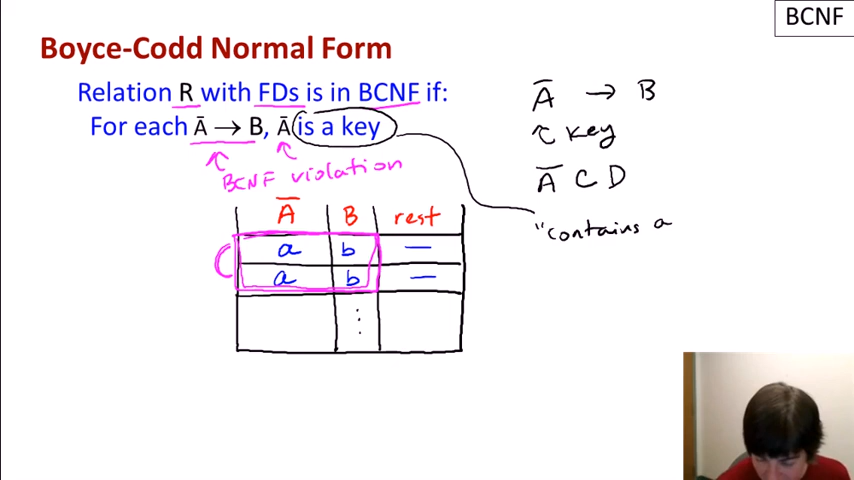 BCNF
Boyce-Codd Normal Form
Relation R with FDs is in BCNF if:
For each Ā → B, Ā is a key
BCNF violation
Ā B rest
a b —
a b —
⋮
Ā → B
↑ key
Ā C D
"contains a